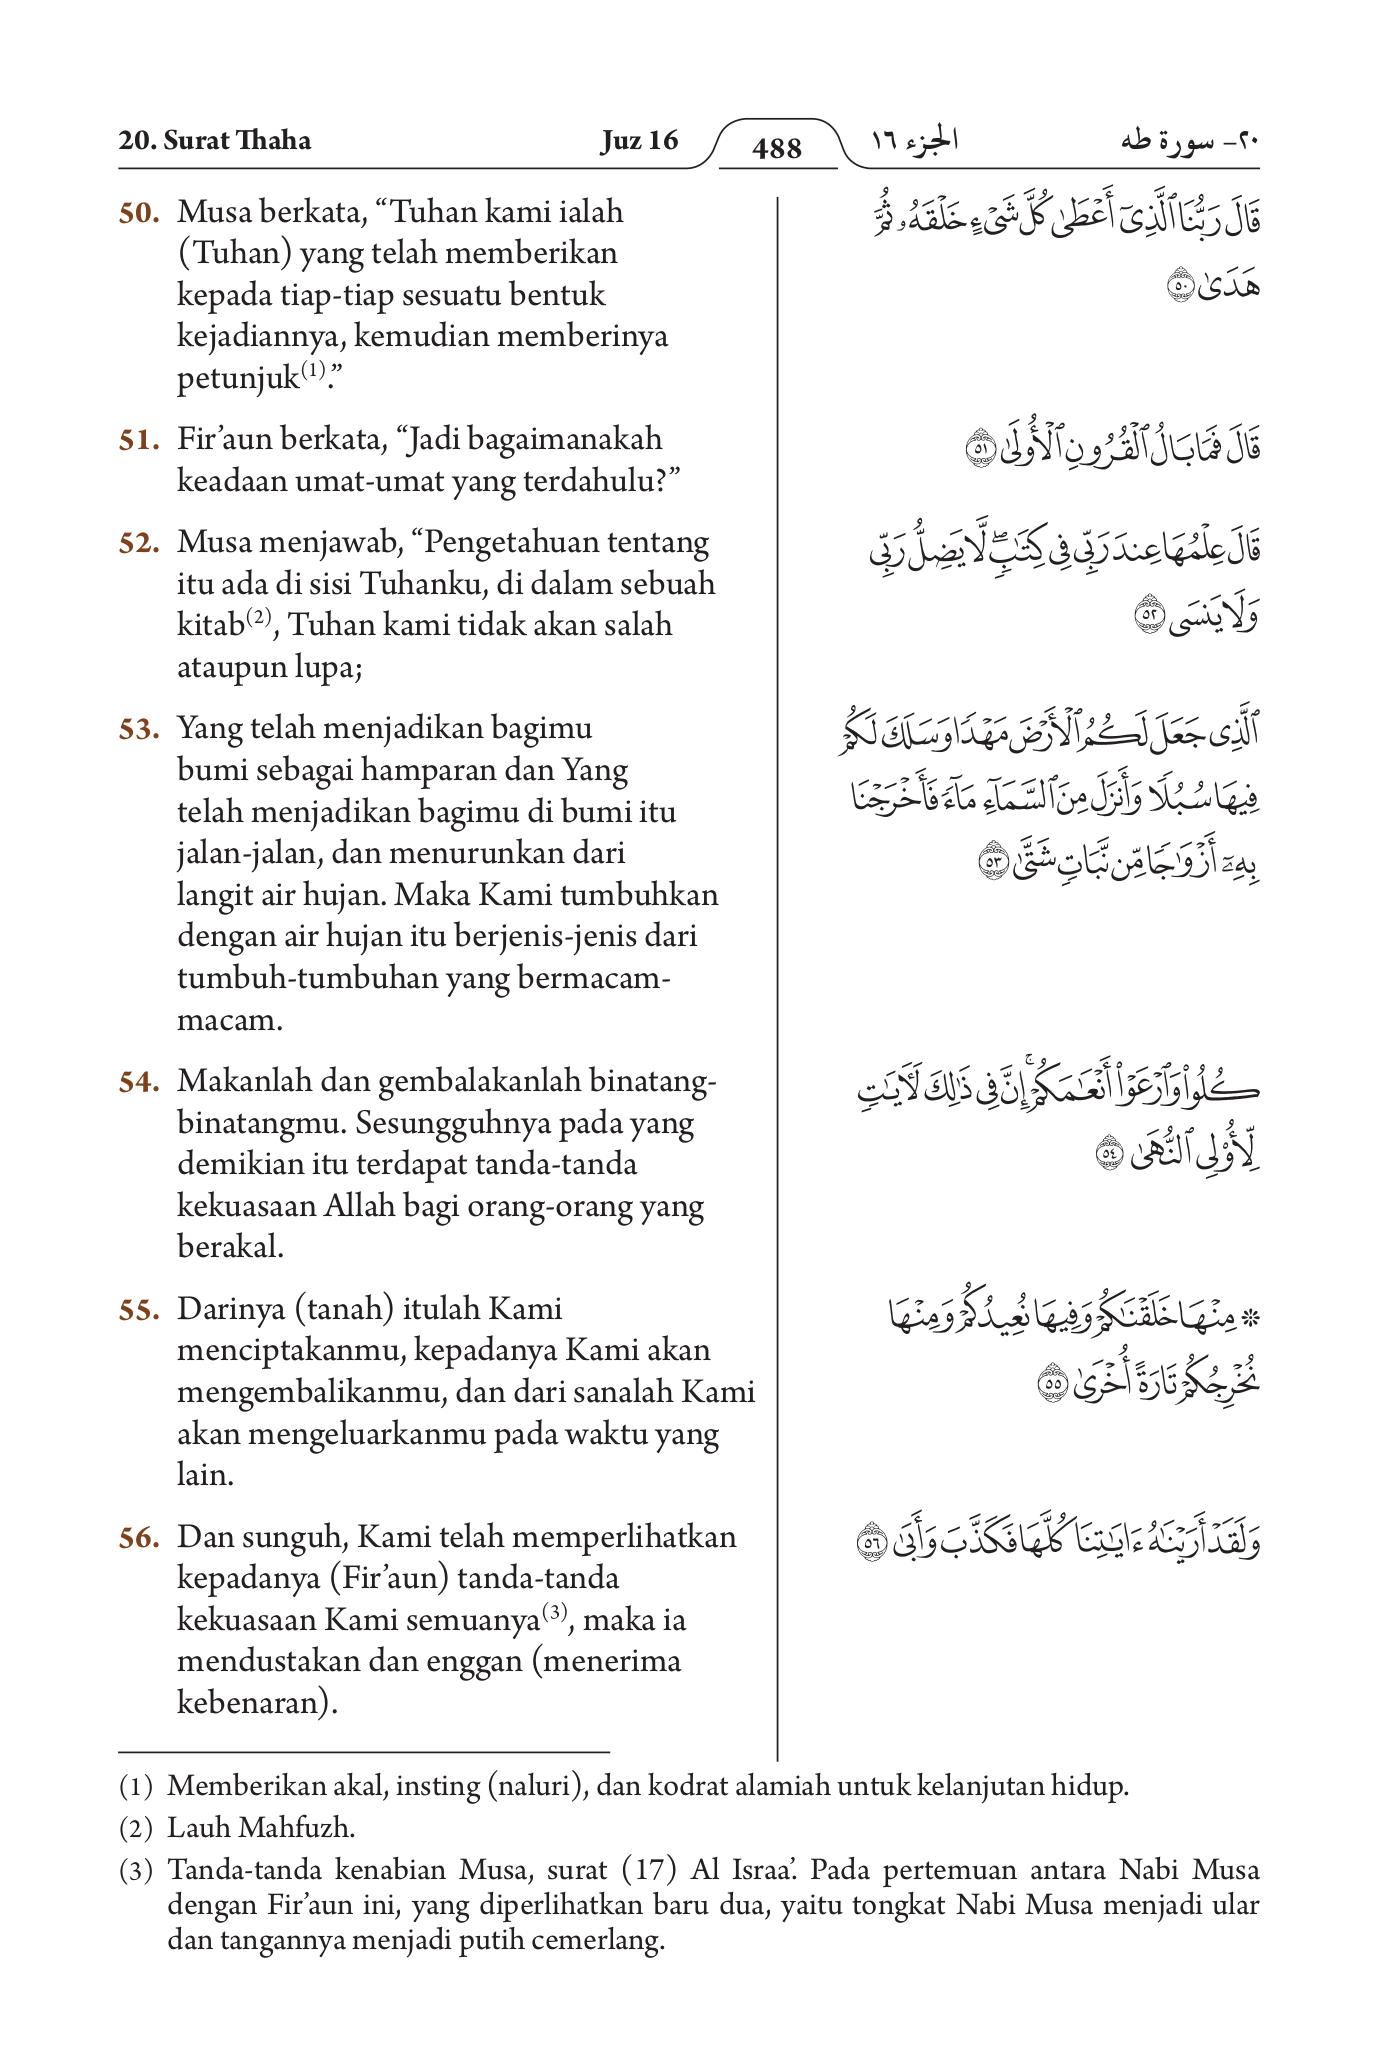 20. Surat Thaha Juz 16 488 الجزء ١٦ ٢٠- سورة طه
50. Musa berkata, “Tuhan kami ialah
(Tuhan) yang telah memberikan
kepada tiap-tiap sesuatu bentuk
kejadiannya, kemudian memberinya
petunjuk(1).”
قَالَ رَبُّنَا ٱلَّذِىٓ أَعْطَىٰ كُلَّ شَىْءٍ خَلْقَهُۥ ثُمَّ
هَدَىٰ ٥٠
51. Fir’aun berkata, “Jadi bagaimanakah
keadaan umat-umat yang terdahulu?”
قَالَ فَمَا بَالُ ٱلْقُرُونِ ٱلْأُولَىٰ ٥١
52. Musa menjawab, “Pengetahuan tentang
itu ada di sisi Tuhanku, di dalam sebuah
kitab(2), Tuhan kami tidak akan salah
ataupun lupa;
قَالَ عِلْمُهَا عِندَ رَبِّى فِى كِتَٰبٍۖ لَّا يَضِلُّ رَبِّى
وَلَا يَنسَى ٥٢
53. Yang telah menjadikan bagimu
bumi sebagai hamparan dan Yang
telah menjadikan bagimu di bumi itu
jalan-jalan, dan menurunkan dari
langit air hujan. Maka Kami tumbuhkan
dengan air hujan itu berjenis-jenis dari
tumbuh-tumbuhan yang bermacam-
macam.
ٱلَّذِى جَعَلَ لَكُمُ ٱلْأَرْضَ مَهْدًا وَسَلَكَ لَكُمْ
فِيهَا سُبُلًا وَأَنزَلَ مِنَ ٱلسَّمَآءِ مَآءً فَأَخْرَجْنَا
بِهِۦٓ أَزْوَٰجًا مِّن نَّبَاتٍ شَتَّىٰ ٥٣
54. Makanlah dan gembalakanlah binatang-
binatangmu. Sesungguhnya pada yang
demikian itu terdapat tanda-tanda
kekuasaan Allah bagi orang-orang yang
berakal.
كُلُوا۟ وَٱرْعَوْا۟ أَنْعَٰمَكُمْۚ إِنَّ فِى ذَٰلِكَ لَءَايَٰتٍ
لِّأُو۟لِى ٱلنُّهَىٰ ٥٤
55. Darinya (tanah) itulah Kami
menciptakanmu, kepadanya Kami akan
mengembalikanmu, dan dari sanalah Kami
akan mengeluarkanmu pada waktu yang
lain.
۞ مِنْهَا خَلَقْنَٰكُمْ وَفِيهَا نُعِيدُكُمْ وَمِنْهَا
نُخْرِجُكُمْ تَارَةً أُخْرَىٰ ٥٥
56. Dan sunguh, Kami telah memperlihatkan
kepadanya (Fir’aun) tanda-tanda
kekuasaan Kami semuanya(3), maka ia
mendustakan dan enggan (menerima
kebenaran).
وَلَقَدْ أَرَيْنَٰهُ ءَايَٰتِنَا كُلَّهَا فَكَذَّبَ وَأَبَىٰ ٥٦
(1) Memberikan akal, insting (naluri), dan kodrat alamiah untuk kelanjutan hidup.
(2) Lauh Mahfuzh.
(3) Tanda-tanda kenabian Musa, surat (17) Al Israa’. Pada pertemuan antara Nabi Musa
dengan Fir’aun ini, yang diperlihatkan baru dua, yaitu tongkat Nabi Musa menjadi ular
dan tangannya menjadi putih cemerlang.